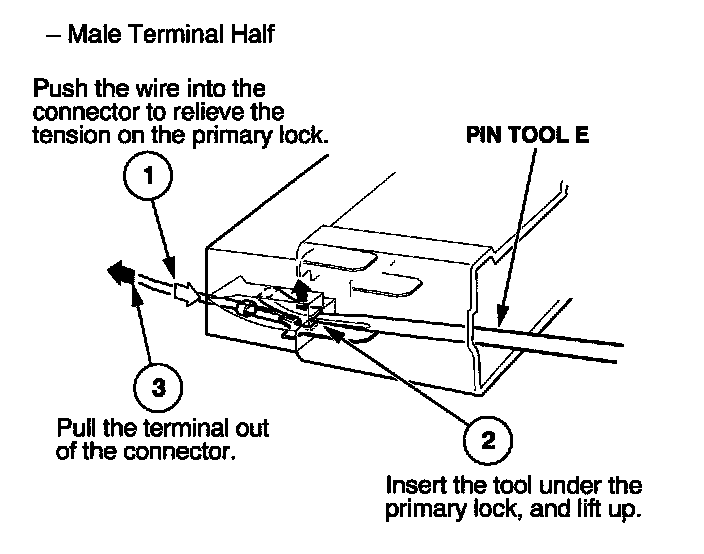 – Male Terminal Half
Push the wire into the
connector to relieve the
tension on the primary lock.
PIN TOOL E
1
3
Pull the terminal out
of the connector.
2
Insert the tool under the
primary lock, and lift up.